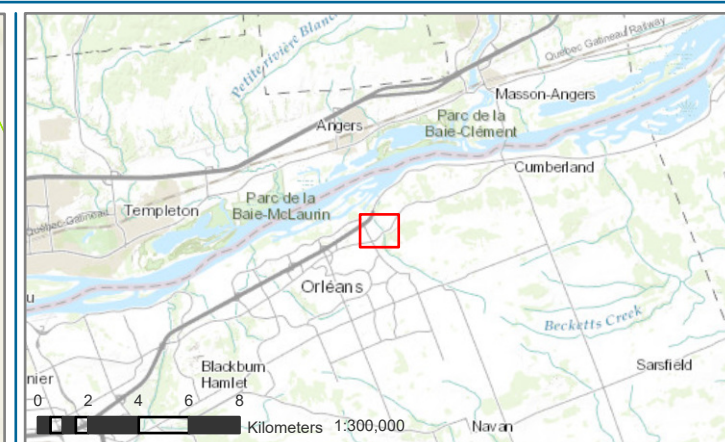 Petite rivière Blanc
Québec Gatineau Railway
Masson-Angers
Angers
Parc de la
Baie-Clément
Cumberland
Parc de la
Baie-McLaurin
Templeton
Québec-Gatineau
Orléans
u
Becketts Creek
Sarsfield
Blackburn
Hamlet
nier
0 2 4 6 8
Kilometers 1:300,000
Navan